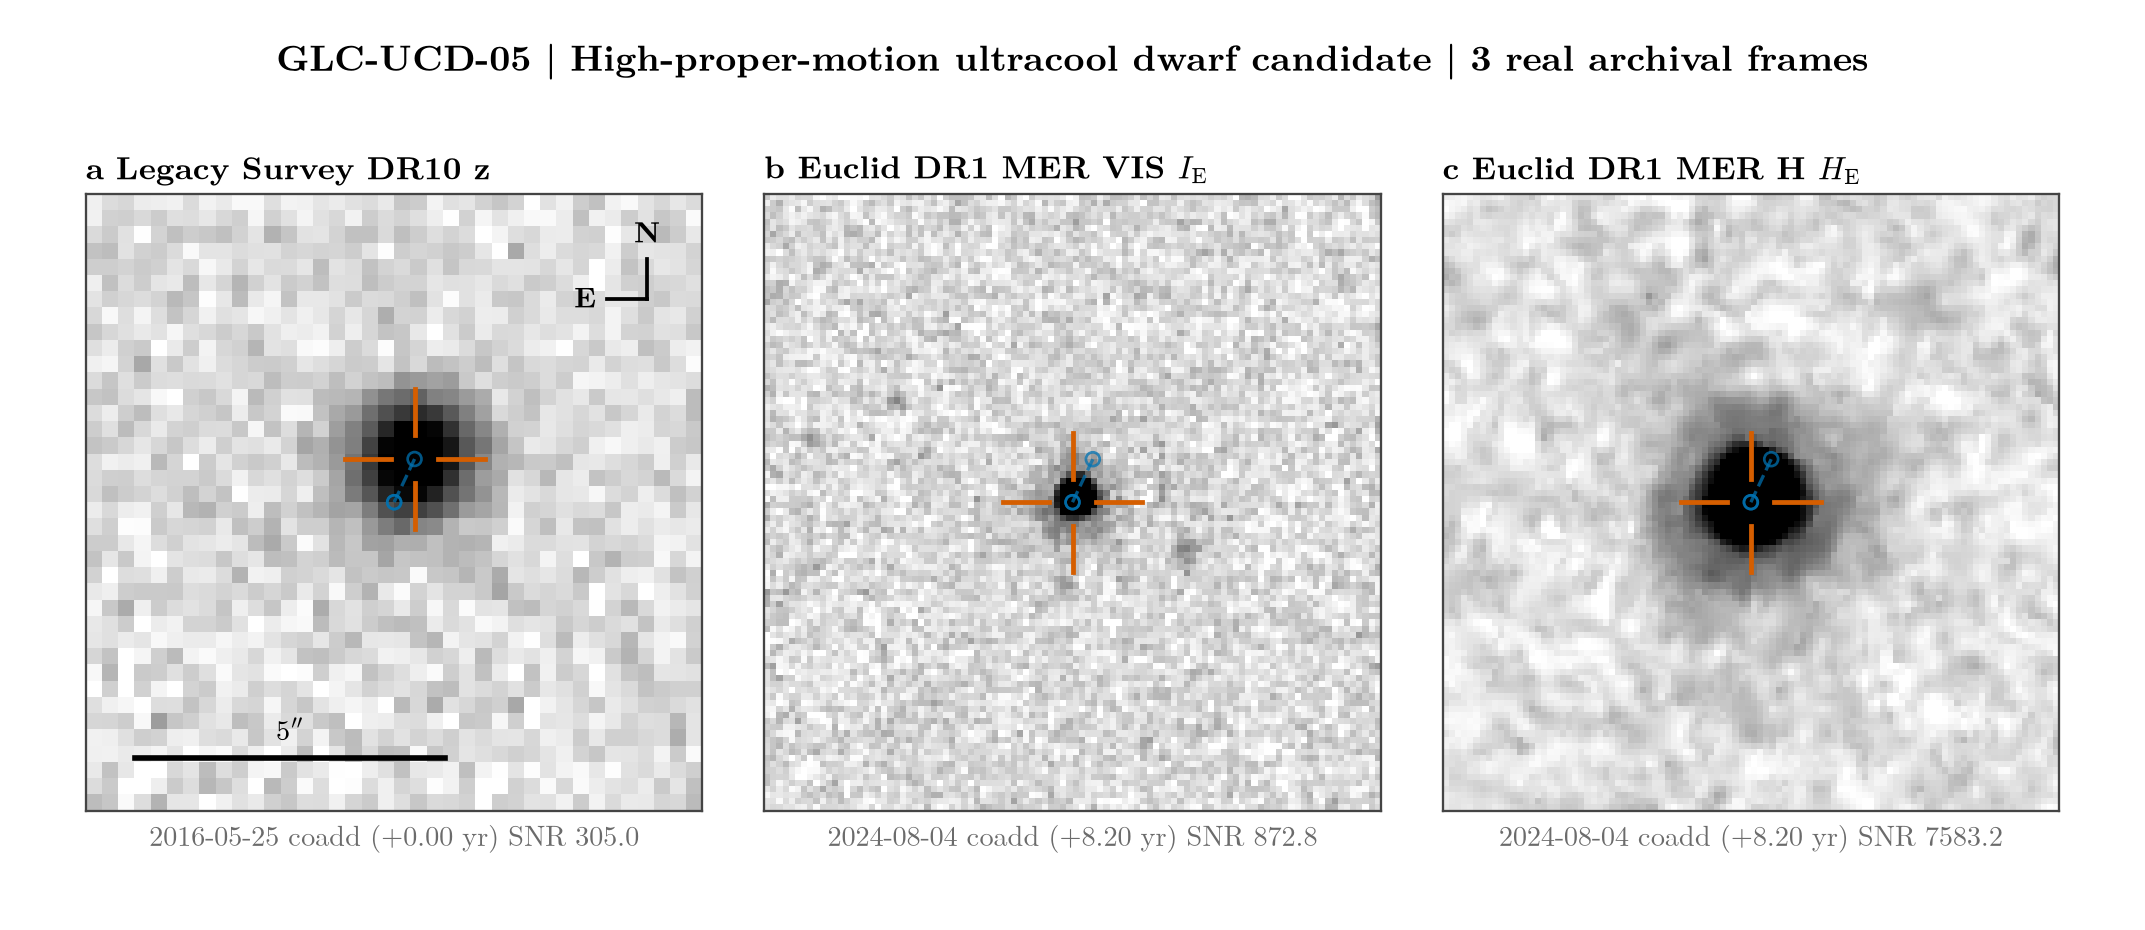 GLC-UCD-05 | High-proper-motion ultracool dwarf candidate | 3 real archival frames
a Legacy Survey DR10 z
b Euclid DR1 MER VIS I_E
c Euclid DR1 MER H H_E
N
E
5″
2016-05-25 coadd (+0.00 yr) SNR 305.0
2024-08-04 coadd (+8.20 yr) SNR 872.8
2024-08-04 coadd (+8.20 yr) SNR 7583.2